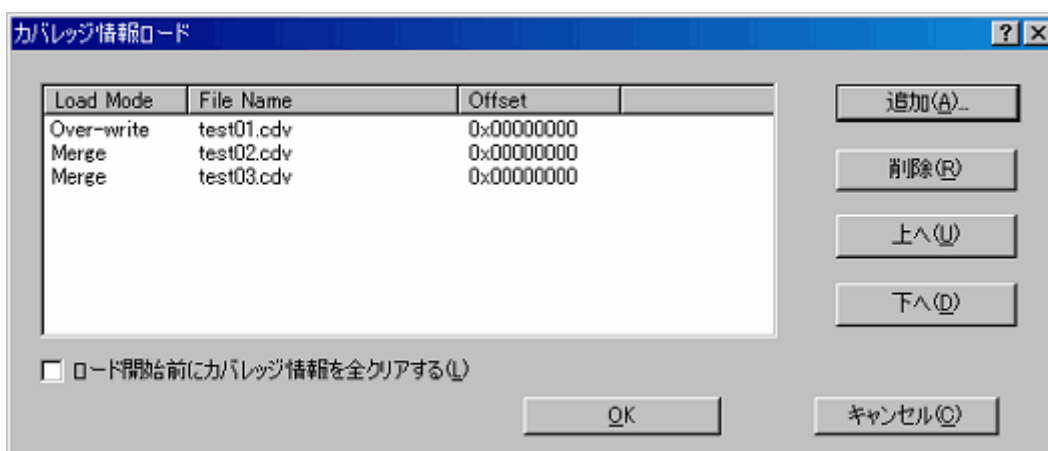 カバレッジ情報ロード
Load Mode File Name Offset
Over-write test01.cdv 0x00000000
Merge test02.cdv 0x00000000
Merge test03.cdv 0x00000000
追加(A)...
削除(R)
上へ(U)
下へ(D)
ロード開始前にカバレッジ情報を全クリアする(L)
OK
キャンセル(C)